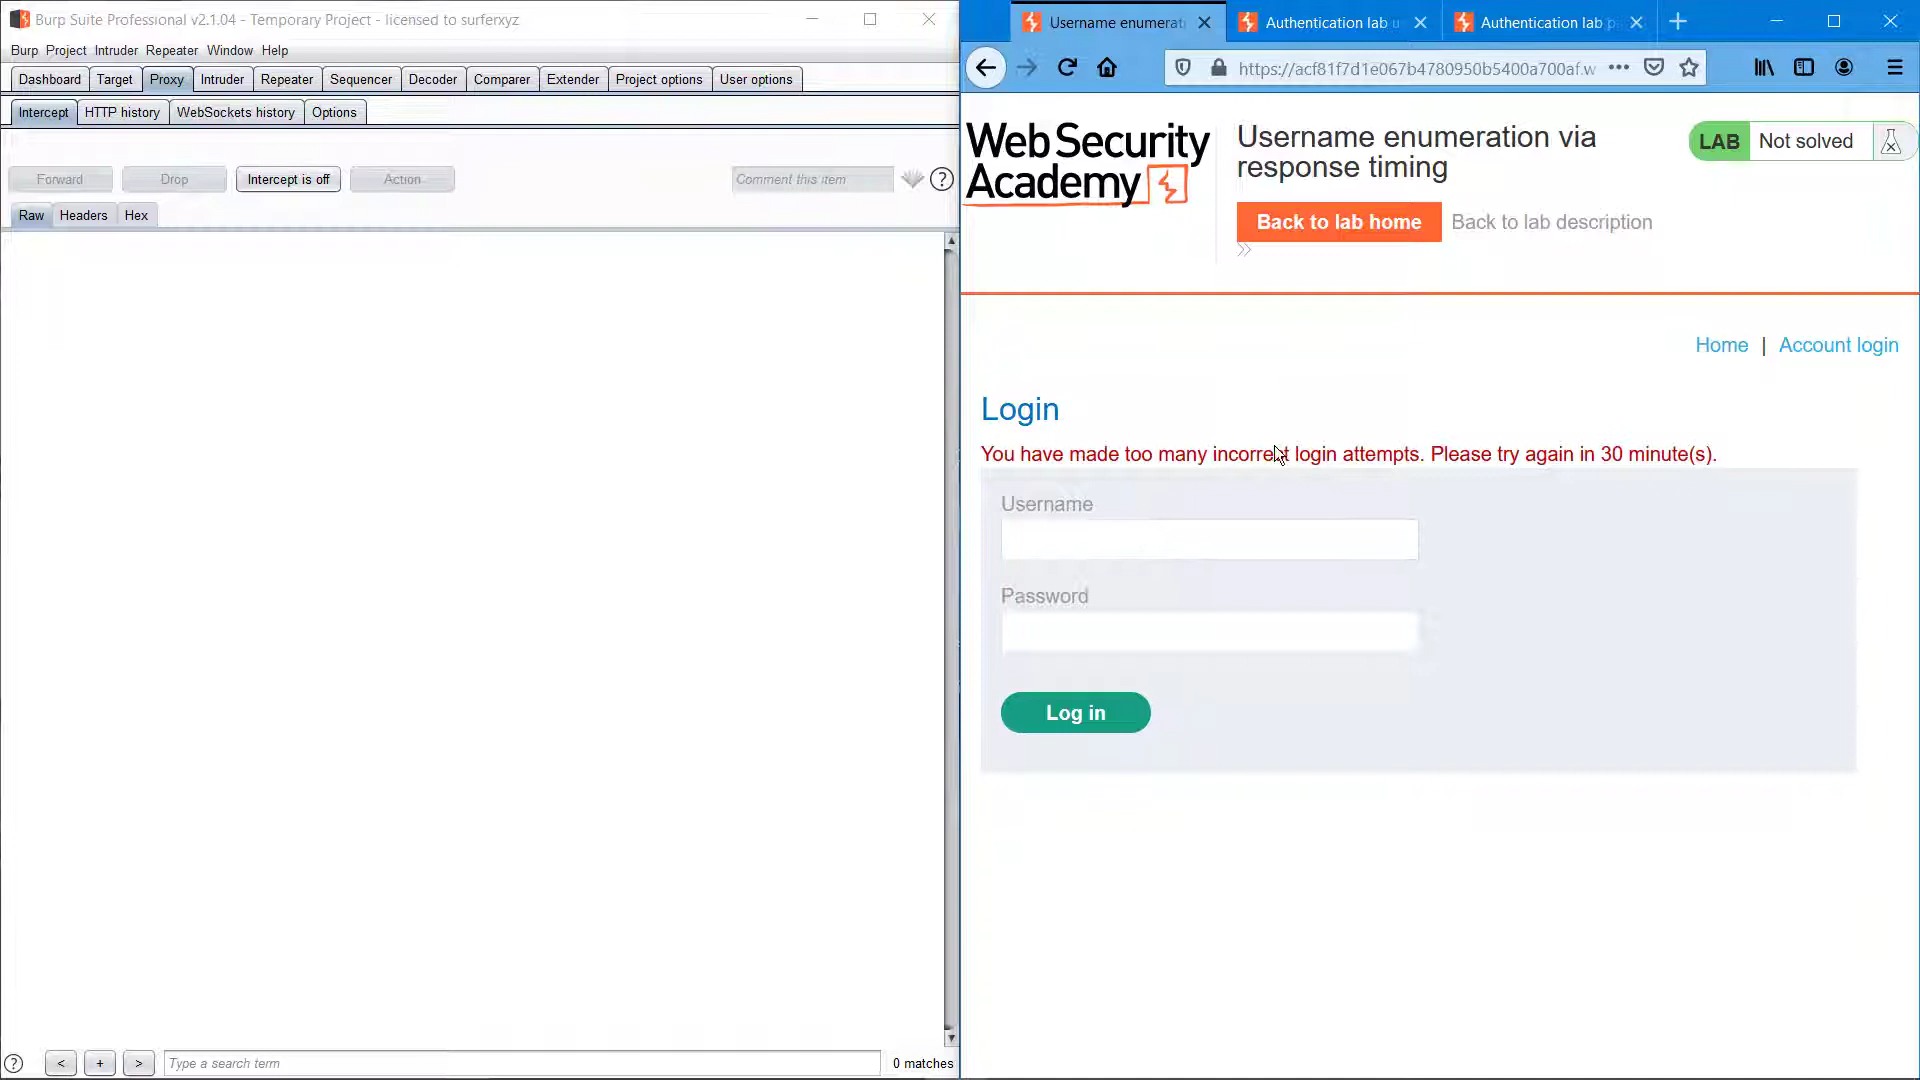 Burp Suite Professional v2.1.04 - Temporary Project - licensed to surferxyz
Burp Project Intruder Repeater Window Help
Dashboard Target Proxy Intruder Repeater Sequencer Decoder Comparer Extender Project options User options
Intercept HTTP history WebSockets history Options
Forward Drop Intercept is off Action Comment this item ?
Raw Headers Hex
? < + > Type a search term 0 matches
Username enumerat Authentication lab u Authentication lab p
https://acf81f7d1e067b4780950b5400a700af.w
Web Security
Academy
Username enumeration via
response timing
LAB Not solved
Back to lab home Back to lab description
Home | Account login
Login
You have made too many incorrect login attempts. Please try again in 30 minute(s).
Username
Password
Log in